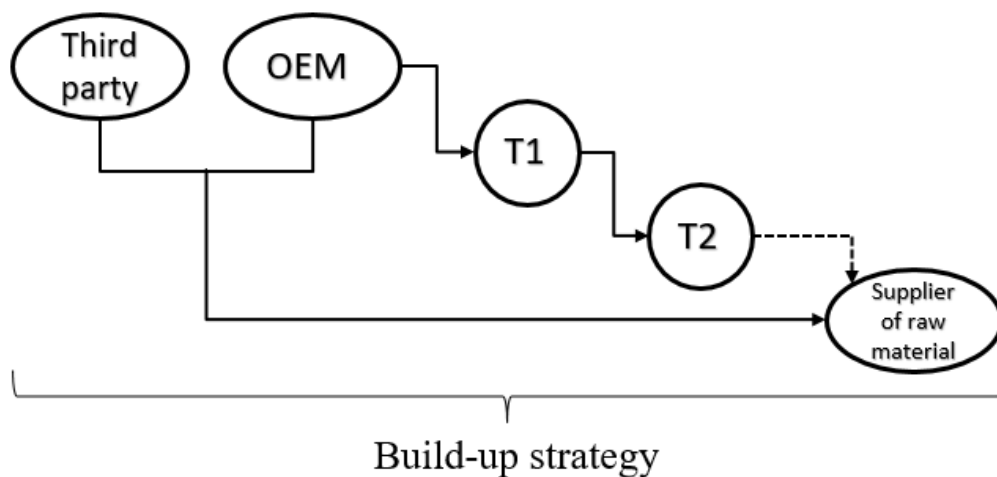 Third
party
OEM
T1
T2
Supplier
of raw
material
Build-up strategy